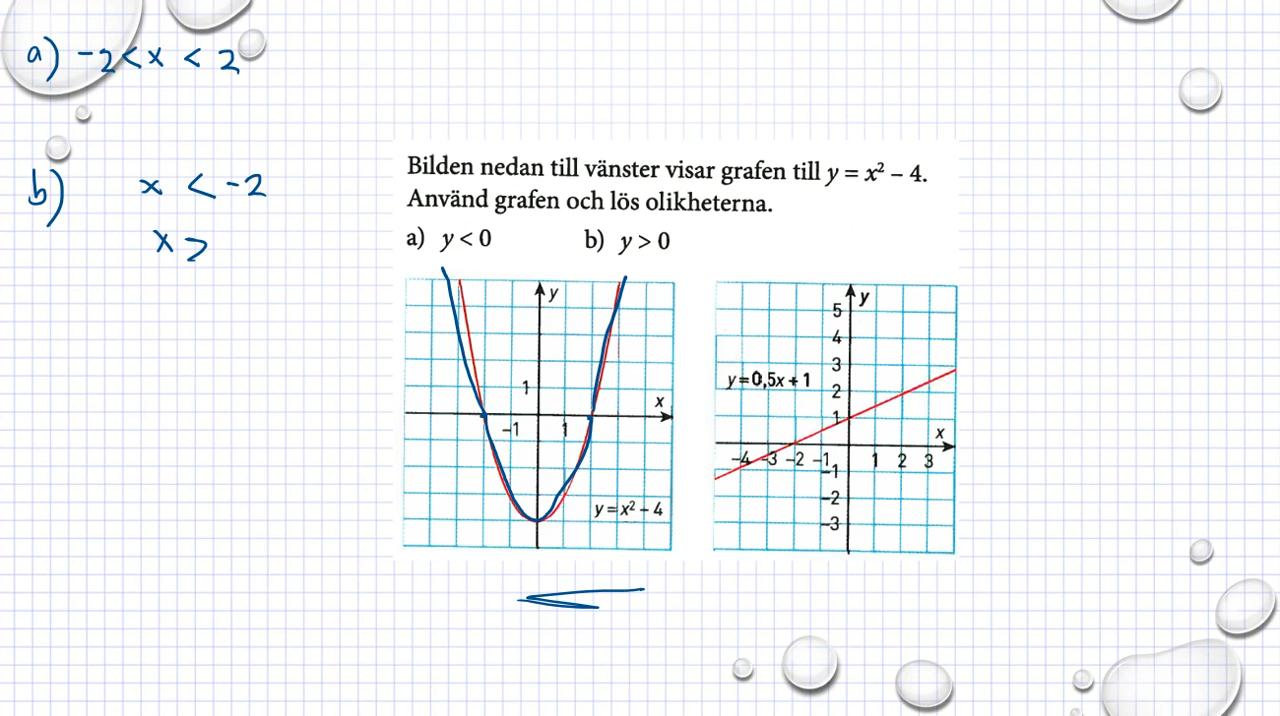 a) -2 < x < 2
b) x < -2
x >
Bilden nedan till vänster visar grafen till y = x² – 4.
Använd grafen och lös olikheterna.
a) y < 0 b) y > 0
y
1
x
–1 1
y = x² – 4
y
5
4
3
y = 0,5x + 1
2
1
x
–4 –3 –2 –1 1 2 3
–1
–2
–3